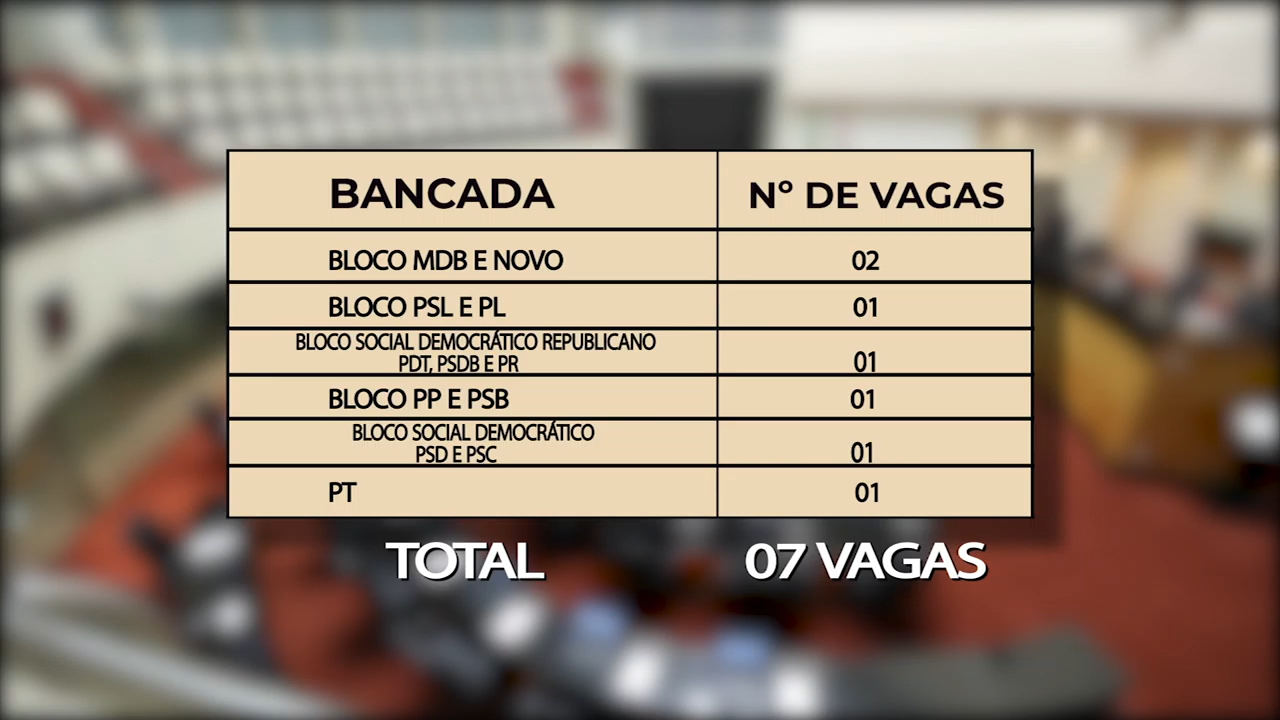 BANCADA Nº DE VAGAS
BLOCO MDB E NOVO 02
BLOCO PSL E PL 01
BLOCO SOCIAL DEMOCRÁTICO REPUBLICANO
PDT, PSDB E PR 01
BLOCO PP E PSB 01
BLOCO SOCIAL DEMOCRÁTICO
PSD E PSC 01
PT 01
TOTAL 07 VAGAS